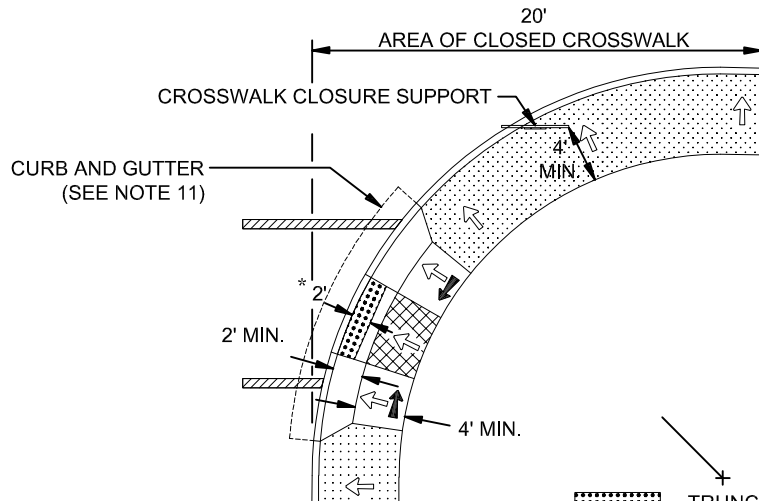 20'
AREA OF CLOSED CROSSWALK
CROSSWALK CLOSURE SUPPORT
4'
MIN.
CURB AND GUTTER
(SEE NOTE 11)
* 2'
2' MIN.
4' MIN.
TRUNC